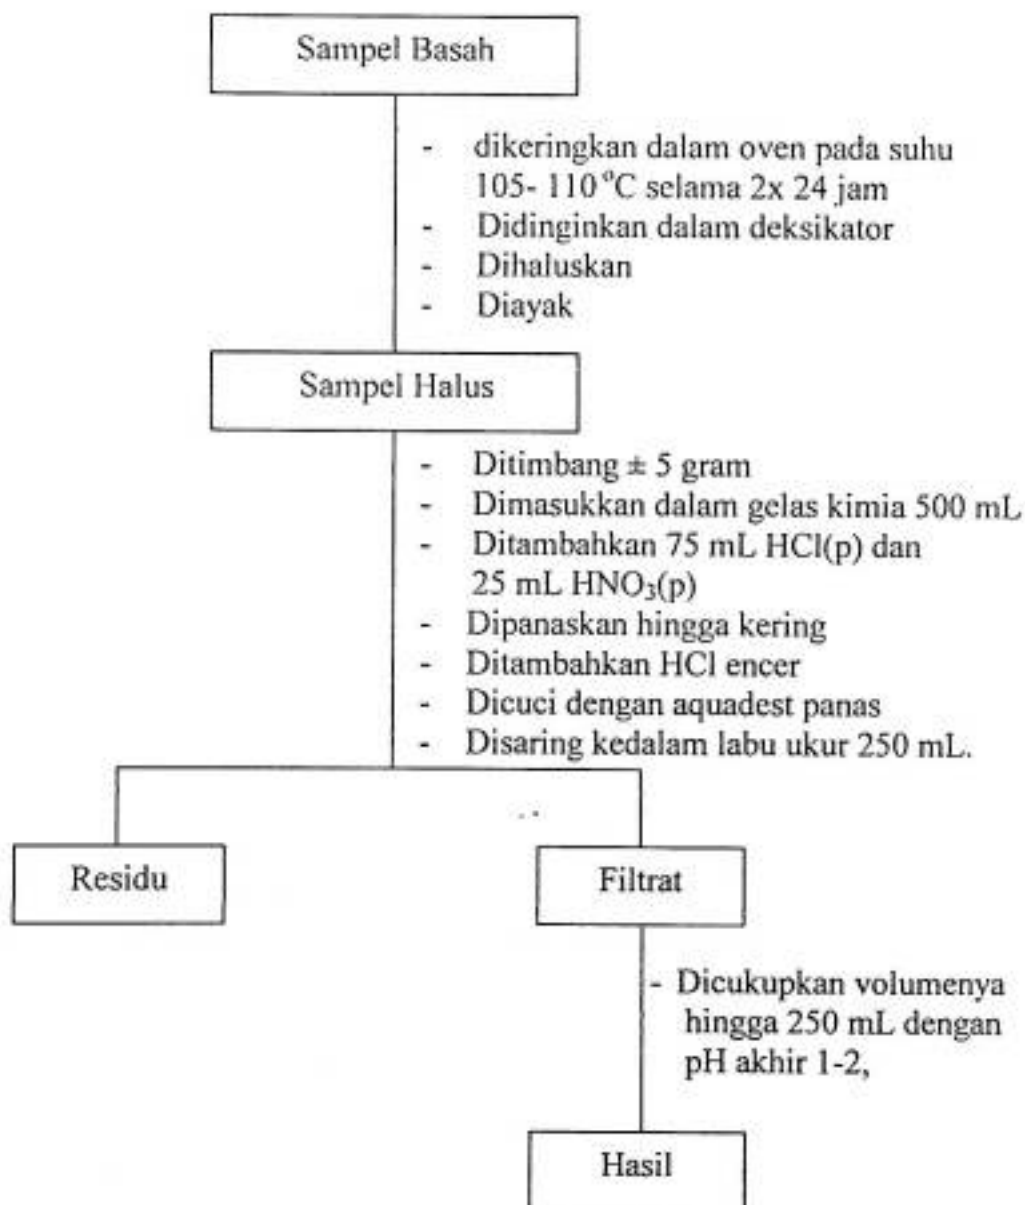 Sampel Basah
- dikeringkan dalam oven pada suhu
105- 110 °C selama 2x 24 jam
- Didinginkan dalam deksikator
- Dihaluskan
- Diayak
Sampel Halus
- Ditimbang ± 5 gram
- Dimasukkan dalam gelas kimia 500 mL
- Ditambahkan 75 mL HCl(p) dan
25 mL HNO₃(p)
- Dipanaskan hingga kering
- Ditambahkan HCl encer
- Dicuci dengan aquadest panas
- Disaring kedalam labu ukur 250 mL.
Residu
Filtrat
- Dicukupkan volumenya
hingga 250 mL dengan
pH akhir 1-2,
Hasil